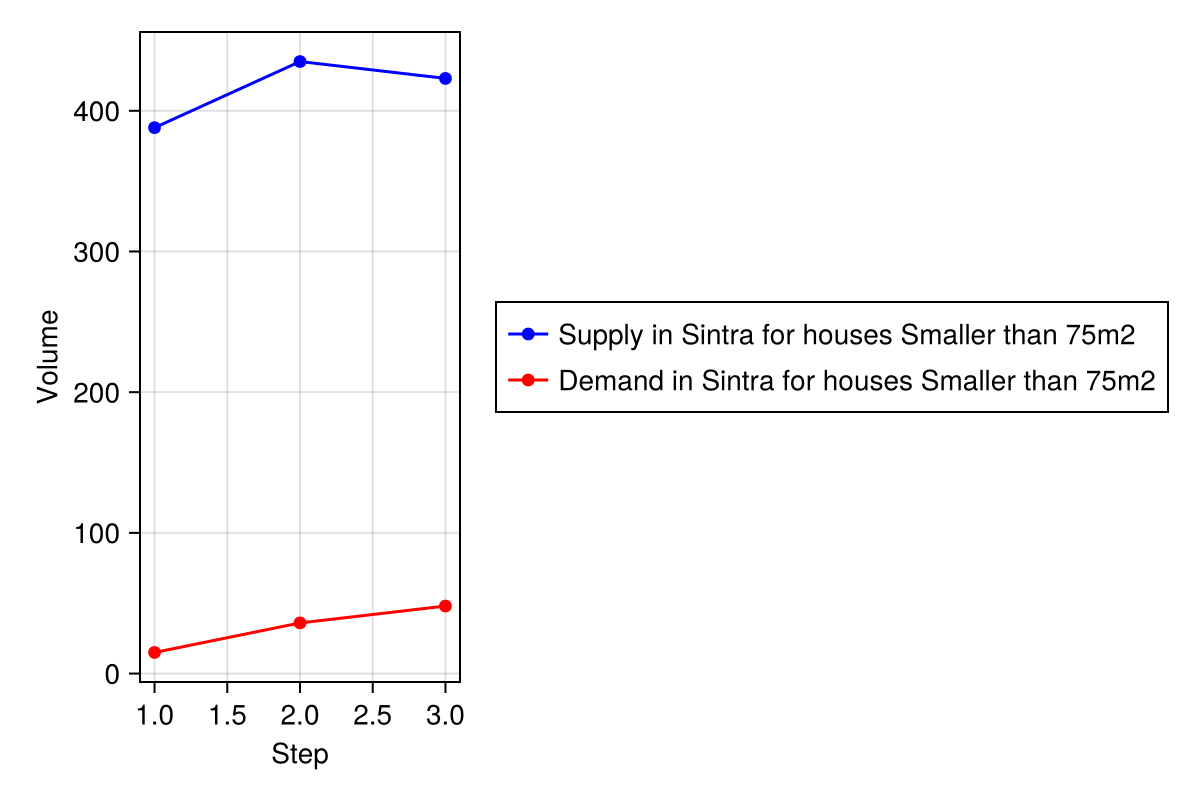 400
300
200
100
0
Volume
1.0 1.5 2.0 2.5 3.0
Step
Supply in Sintra for houses Smaller than 75m2
Demand in Sintra for houses Smaller than 75m2